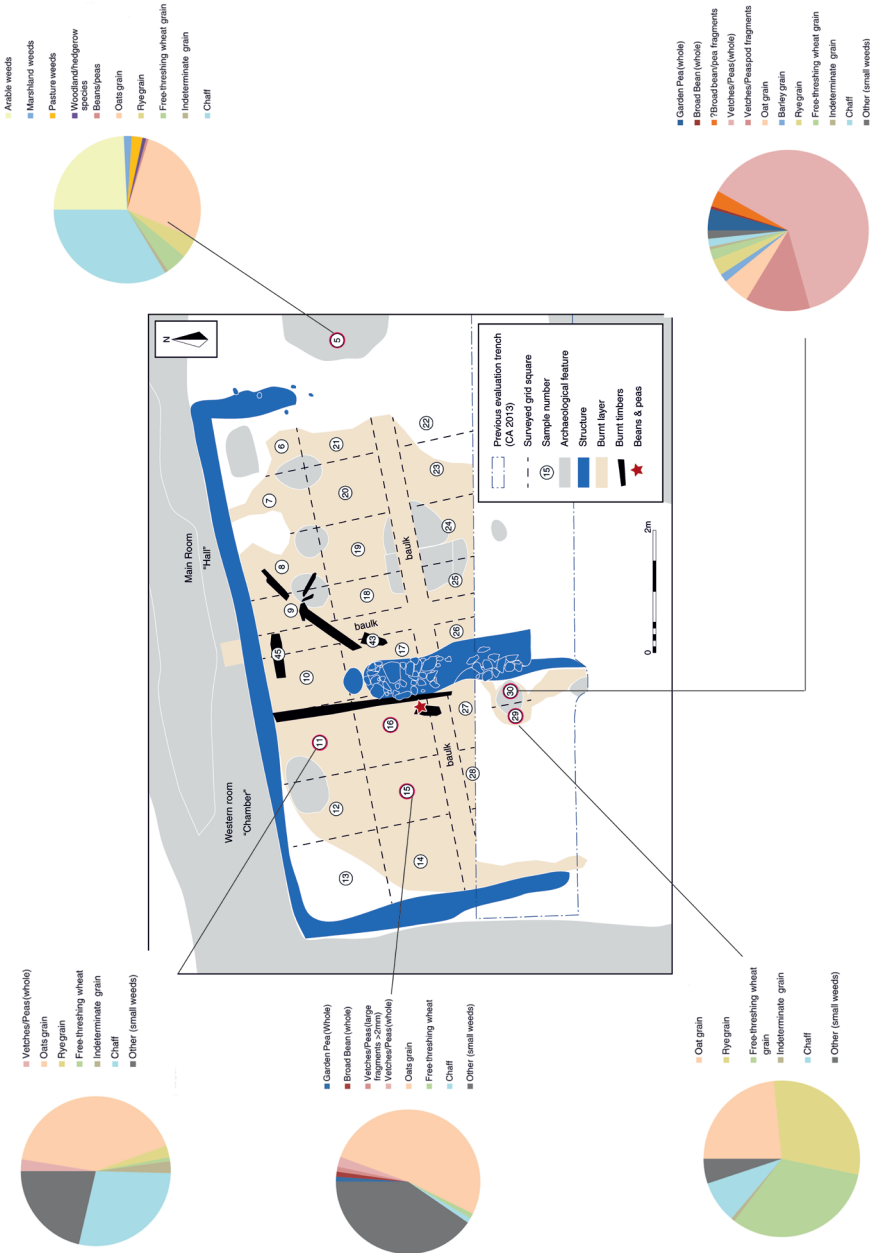 Vetches/Peas(whole)
Oats grain
Rye grain
Free-threshing wheat
Indeterminate grain
Chaff
Other (small weeds)
Arable weeds
Marshland weeds
Pasture weeds
Woodland/hedgerow
species
Beans/peas
Oats grain
Rye grain
Free-threshing wheat grain
Indeterminate grain
Chaff
N
Main Room
"Hall"
Western room
"Chamber"
5
6
7
8
9
45
10
11
12
13
14
15
16
17
43
18
19
20
21
22
23
24
25
26
27
28
29
30
baulk
baulk
baulk
Previous evaluation trench
(CA 2013)
Surveyed grid square
15 Sample number
Archaeological feature
Structure
Burnt layer
Burnt timbers
Beans & peas
0 2m
Garden Pea(Whole)
Broad Bean(whole)
Vetches/Peas(large
fragments >2mm)
Vetches/Peas(whole)
Oats grain
Free-threshing wheat
Chaff
Other (small weeds)
Oat grain
Rye grain
Free-threshing wheat
grain
Indeterminate grain
Chaff
Other (small weeds)
Garden Pea(whole)
Broad Bean (whole)
?Broad bean/pea fragments
Vetches/Peas(whole)
Vetches/Peaspod fragments
Oat grain
Barley grain
Rye grain
Free-threshing wheat grain
Indeterminate grain
Chaff
Other (small weeds)